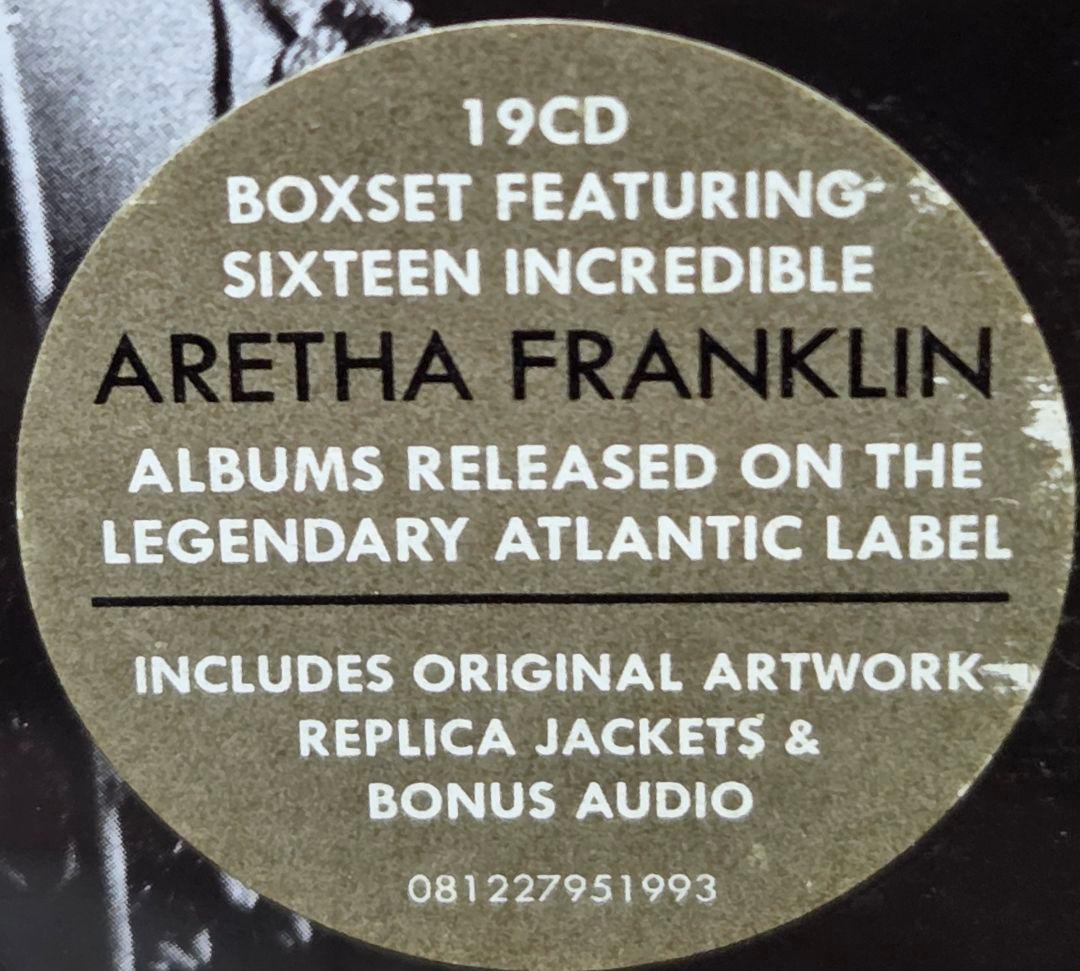 19CD
BOXSET FEATURING
SIXTEEN INCREDIBLE
ARETHA FRANKLIN
ALBUMS RELEASED ON THE
LEGENDARY ATLANTIC LABEL
INCLUDES ORIGINAL ARTWORK
REPLICA JACKETS &
BONUS AUDIO
081227951993